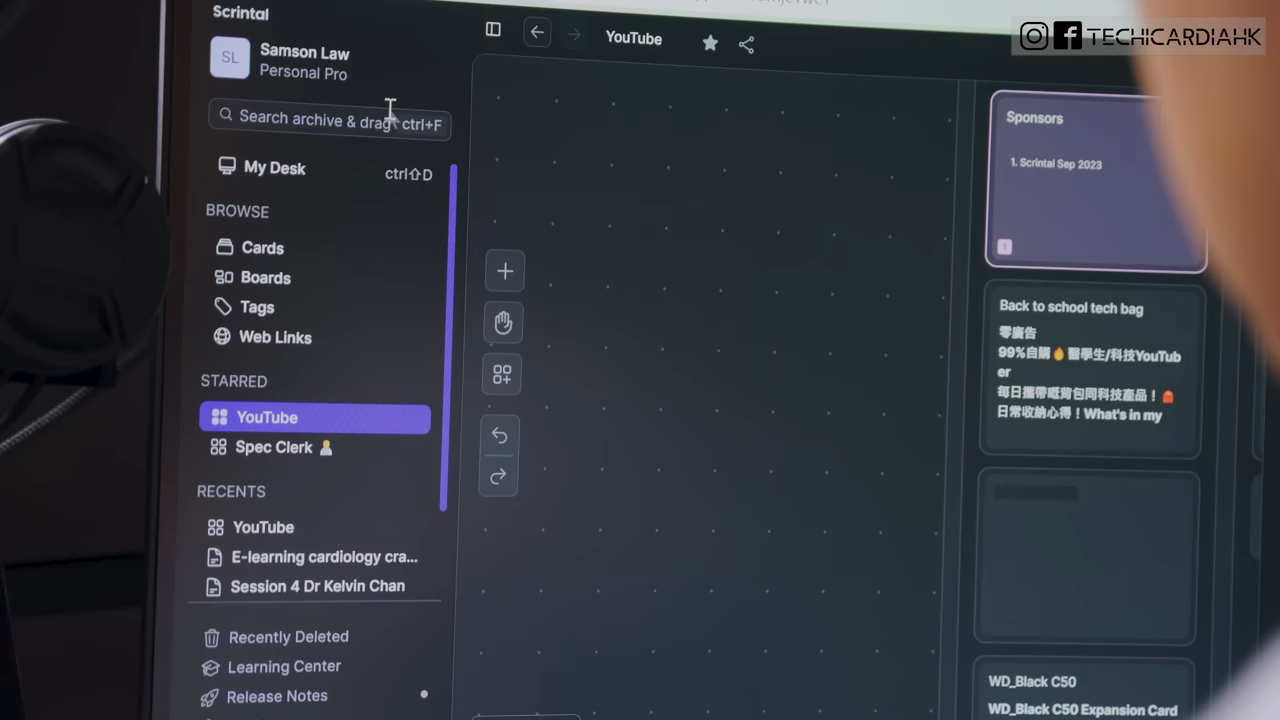 Scrintal
SL
Samson Law
Personal Pro
Search archive & drag
ctrl+F
My Desk
ctrl⇧D
BROWSE
Cards
Boards
Tags
Web Links
STARRED
YouTube
Spec Clerk
RECENTS
YouTube
E-learning cardiology cra...
Session 4 Dr Kelvin Chan
Recently Deleted
Learning Center
Release Notes
YouTube
TECHICARDIAHK
Sponsors
1. Scrintal Sep 2023
1
Back to school tech bag
零廣告
99%自購🔥醫學生/科技YouTub
er
每日攜帶嘅背包同科技產品！🎒
日常收納心得！What's in my
WD_Black C50
WD_Black C50 Expansion Card